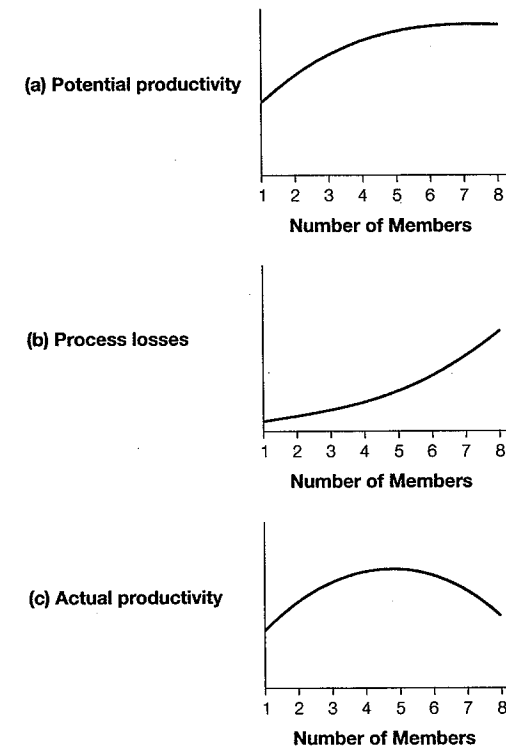 (a) Potential productivity
1 2 3 4 5 6 7 8
Number of Members
(b) Process losses
1 2 3 4 5 6 7 8
Number of Members
(c) Actual productivity
1 2 3 4 5 6 7 8
Number of Members